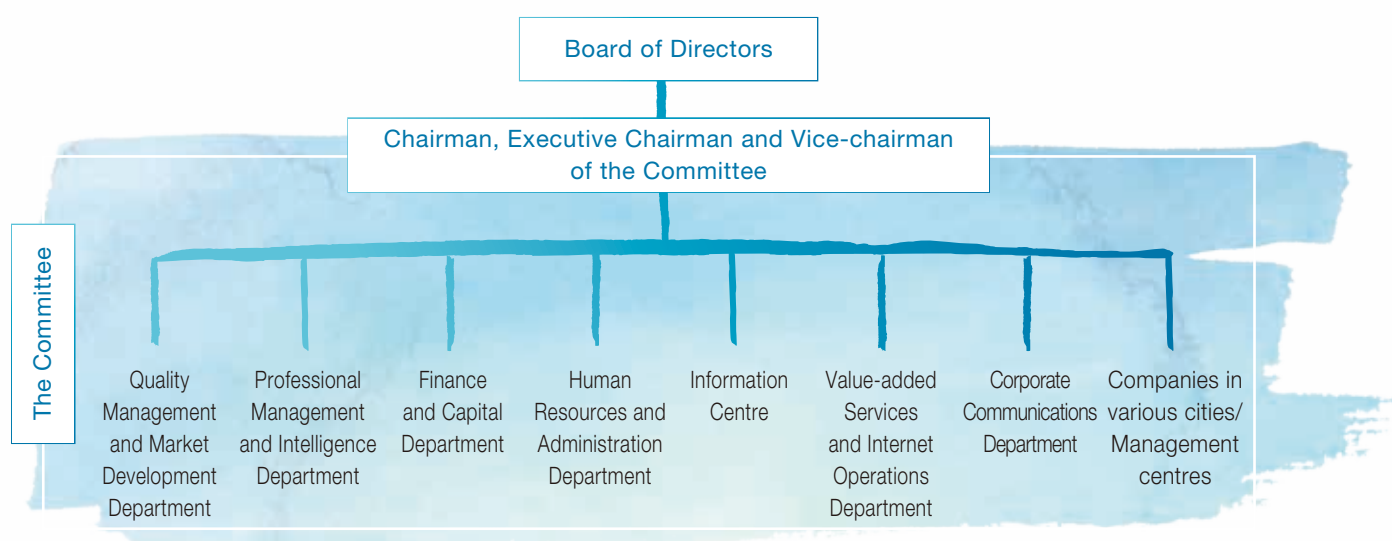 Board of Directors
Chairman, Executive Chairman and Vice-chairman
of the Committee
The Committee
Quality
Management
and Market
Development
Department
Professional
Management
and Intelligence
Department
Finance
and Capital
Department
Human
Resources and
Administration
Department
Information
Centre
Value-added
Services
and Internet
Operations
Department
Corporate
Communications
Department
Companies in
various cities/
Management
centres